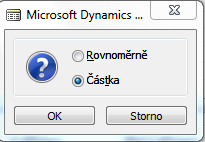 Microsoft Dynamics ...
Rovnoměrně
Částka
OK
Storno